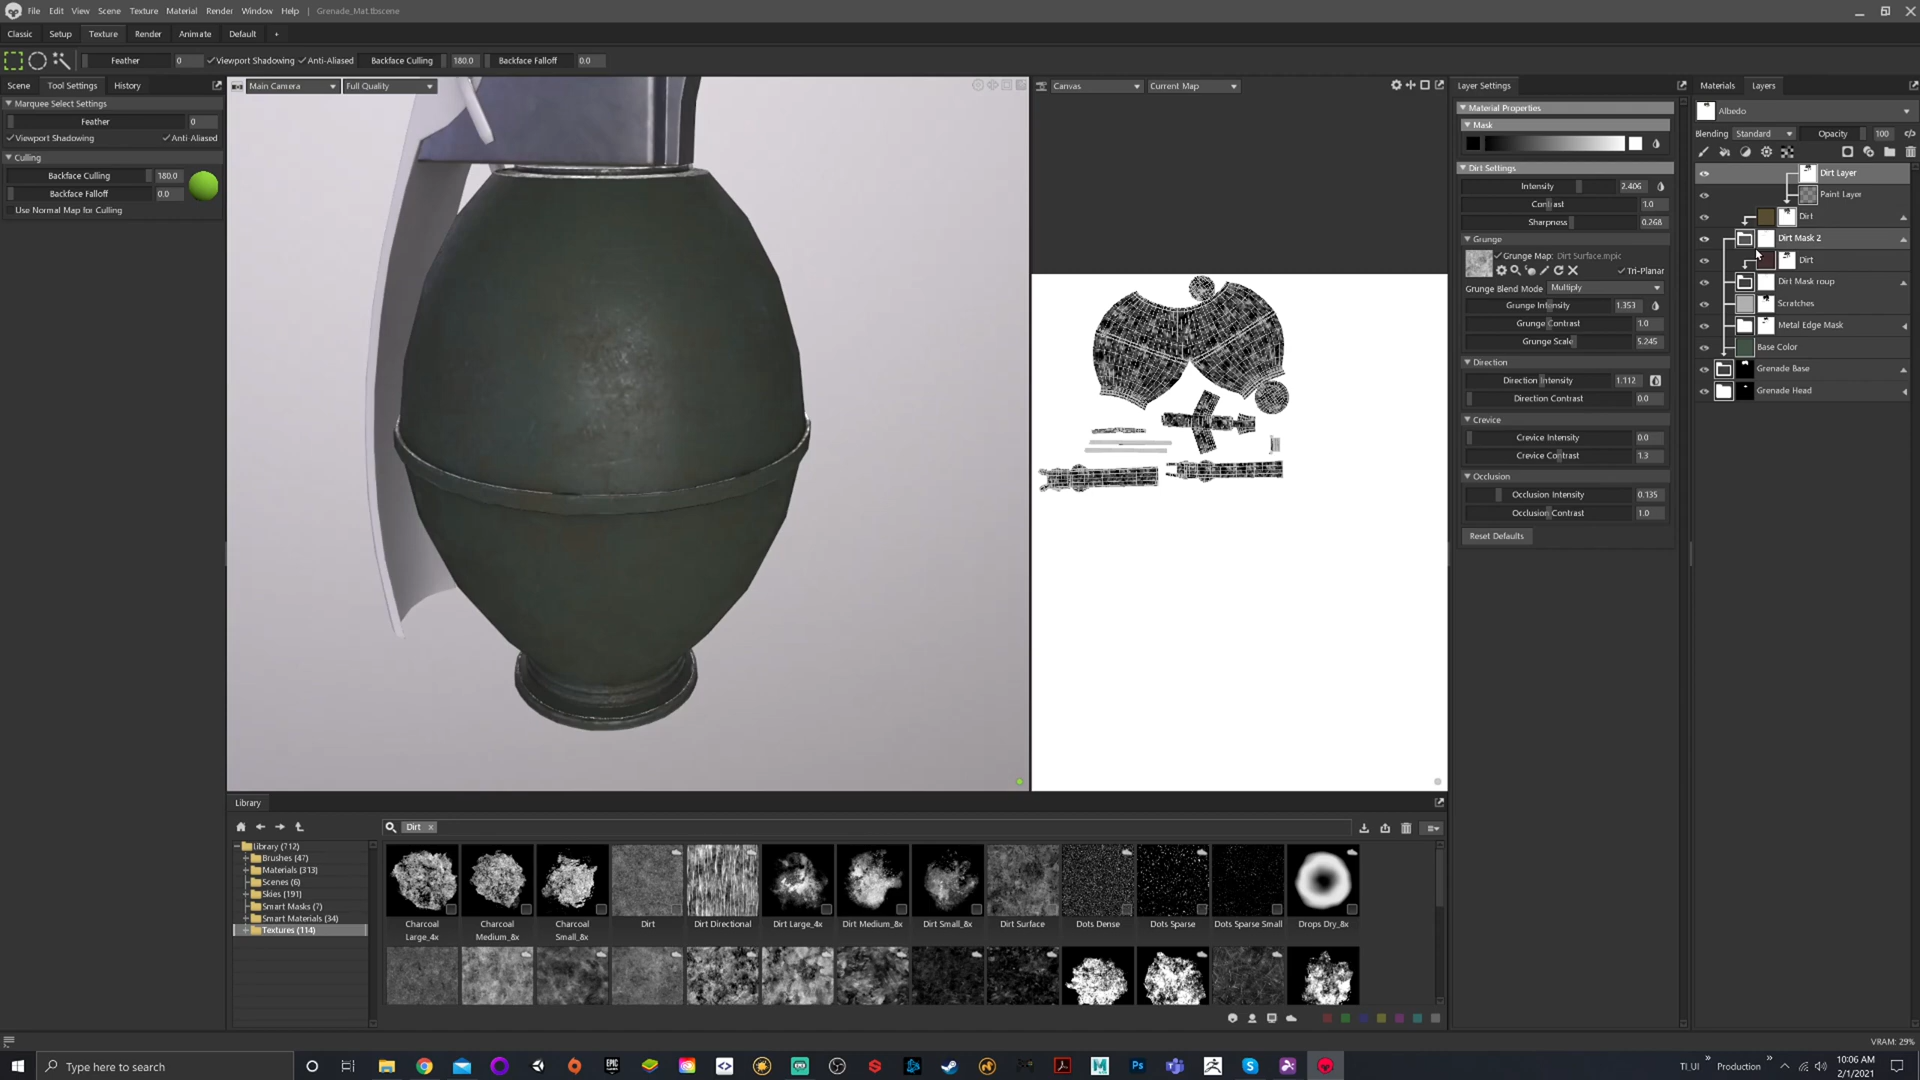 File Edit View Scene Texture Material Render Window Help Grenade_Mat.tbscene
Classic Setup Texture Render Animate Default +
Feather 0 Viewport Shadowing Anti-Aliased Backface Culling 180.0 Backface Falloff 0.0
Scene Tool Settings History
Marquee Select Settings
Feather 0
Viewport Shadowing Anti Aliased
Culling
Backface Culling 180.0
Backface Falloff 0.0
Use Normal Map for Culling
Main Camera Full Quality
Canvas Current Map
Layer Settings
Material Properties
Mask
Dirt Settings
Intensity 2.406
Contrast 1.0
Sharpness 0.268
Grunge
Grunge Map: Dirt Surface.mpic
Tri-Planar
Grunge Blend Mode Multiply
Grunge Intensity 1.353
Grunge Contrast 1.0
Grunge Scale 5.245
Direction
Direction Intensity 1.112
Direction Contrast 0.0
Crevice
Crevice Intensity 0.0
Crevice Contrast 1.3
Occlusion
Occlusion Intensity 0.135
Occlusion Contrast 1.0
Reset Defaults
Materials Layers
Albedo
Blending Standard Opacity 100
Dirt Layer
Paint Layer
Dirt
Dirt Mask 2
Dirt
Dirt Mask roup
Scratches
Metal Edge Mask
Base Color
Grenade Base
Grenade Head
Library
Dirt x
library (712)
Brushes (47)
Materials (313)
Scenes (6)
Skies (191)
Smart Masks (7)
Smart Materials (34)
Textures (114)
Charcoal Large_4x
Charcoal Medium_8x
Charcoal Small_8x
Dirt
Dirt Directional
Dirt Large_4x
Dirt Medium_8x
Dirt Small_8x
Dirt Surface
Dots Dense
Dots Sparse
Dots Sparse Small
Drops Dry_8x
VRAM: 29%
Type here to search
TI_UI
Production
10:06 AM
2/1/2021